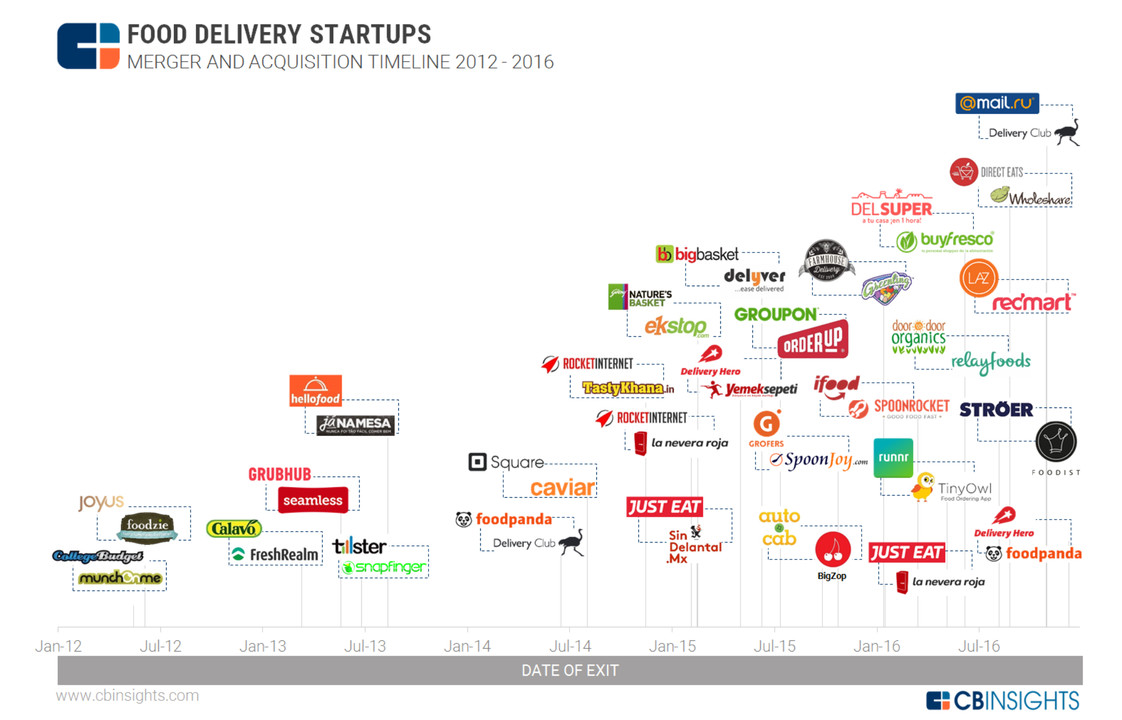 FOOD DELIVERY STARTUPS
MERGER AND ACQUISITION TIMELINE 2012 - 2016
@mail.ru
Delivery Club
DIRECT EATS
Wholeshare
DELSUPER
a tu casa ¡en 1 hora!
buyfresco
bigbasket
delyver
...ease delivered
FARMHOUSE
Delivery
Greenling
LAZ
redmart
godrej NATURE'S
BASKET
ekstop.com
GROUPON
ORDERUP
door to door
organics
relayfoods
ROCKETINTERNET
TastyKhana.in
Delivery Hero
Yemeksepeti
ifood
SPOONROCKET
GOOD FOOD FAST
STRÖER
hellofood
JáNAMESA
ROCKETINTERNET
la nevera roja
GROFERS
SpoonJoy.com
runnr
TinyOwl
Food Ordering App
FOODIST
GRUBHUB
seamless
Square
caviar
JOYUS
foodzie
Calavo
FreshRealm
tillster
snapfinger
foodpanda
Delivery Club
JUST EAT
Sin
Delantal
.Mx
auto
cab
BigZop
JUST EAT
la nevera roja
Delivery Hero
foodpanda
CollegeBudget
munchOnme
Jan-12 Jul-12 Jan-13 Jul-13 Jan-14 Jul-14 Jan-15 Jul-15 Jan-16 Jul-16
DATE OF EXIT
www.cbinsights.com
CBINSIGHTS